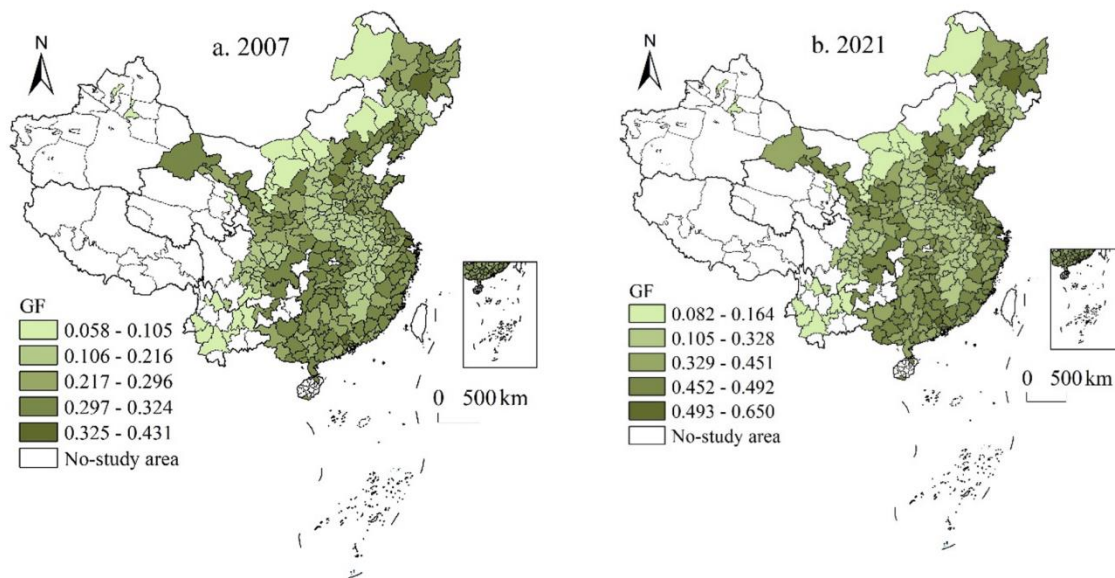 N
a. 2007
GF
0.058 - 0.105
0.106 - 0.216
0.217 - 0.296
0.297 - 0.324
0.325 - 0.431
No-study area
0 500 km
N
b. 2021
GF
0.082 - 0.164
0.105 - 0.328
0.329 - 0.451
0.452 - 0.492
0.493 - 0.650
No-study area
0 500 km